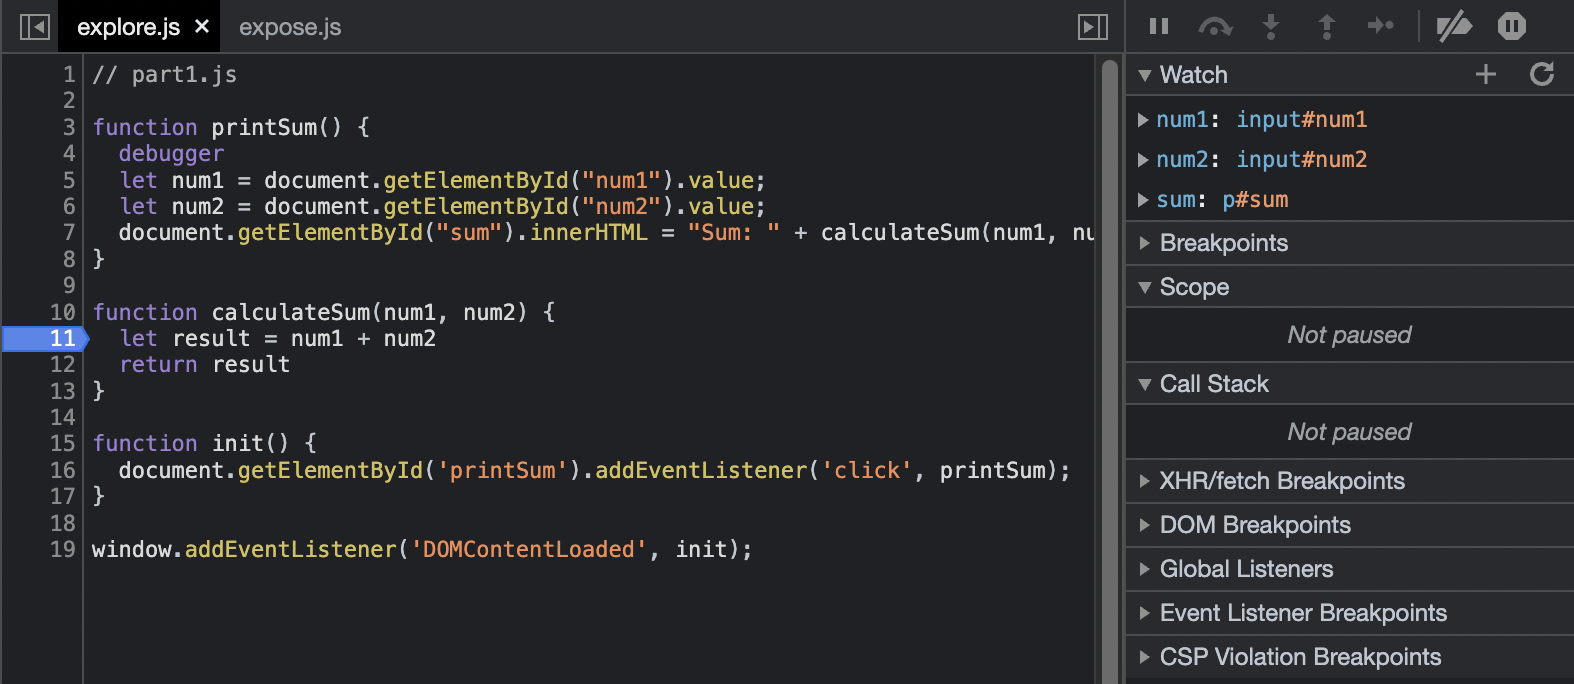 explore.js × expose.js
1 // part1.js
2
3 function printSum() {
4   debugger
5   let num1 = document.getElementById("num1").value;
6   let num2 = document.getElementById("num2").value;
7   document.getElementById("sum").innerHTML = "Sum: " + calculateSum(num1, nu
8 }
9
10 function calculateSum(num1, num2) {
11   let result = num1 + num2
12   return result
13 }
14
15 function init() {
16   document.getElementById('printSum').addEventListener('click', printSum);
17 }
18
19 window.addEventListener('DOMContentLoaded', init);
Watch
num1: input#num1
num2: input#num2
sum: p#sum
Breakpoints
Scope
Not paused
Call Stack
Not paused
XHR/fetch Breakpoints
DOM Breakpoints
Global Listeners
Event Listener Breakpoints
CSP Violation Breakpoints